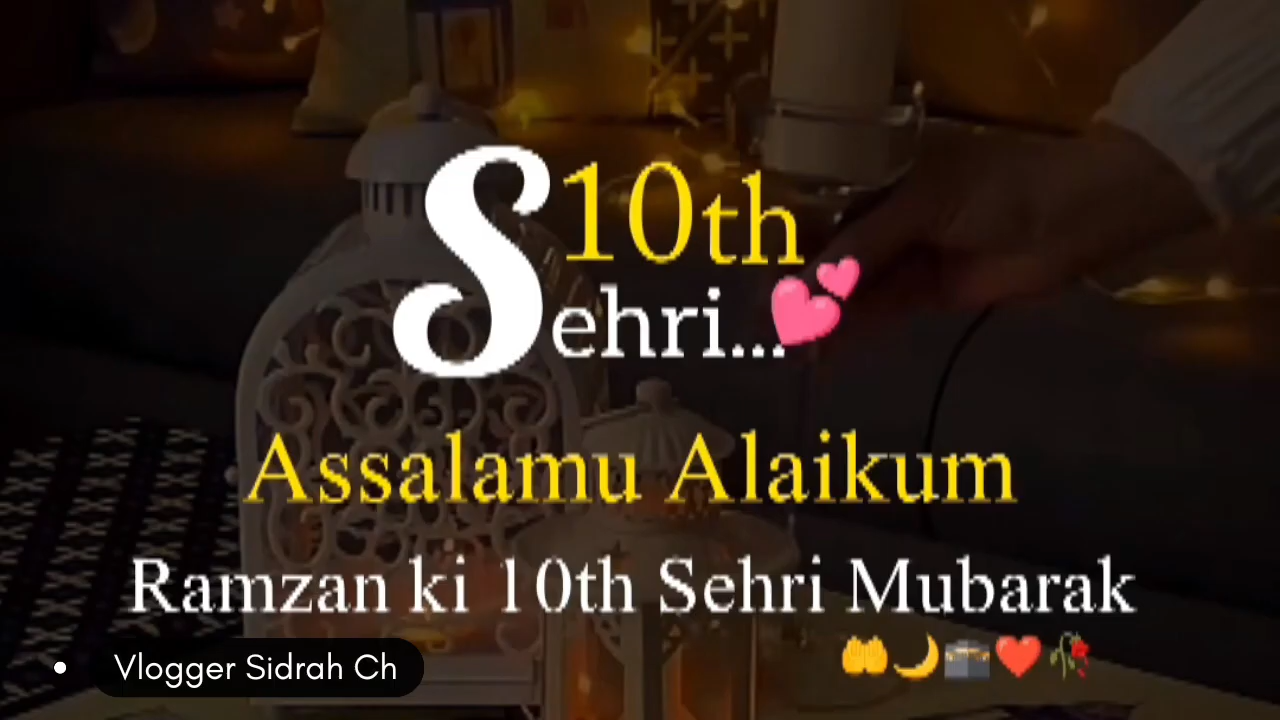 10th
Sehri...💕
Assalamu Alaikum
Ramzan ki 10th Sehri Mubarak
🤲🌙🕋❤️🥀
• Vlogger Sidrah Ch